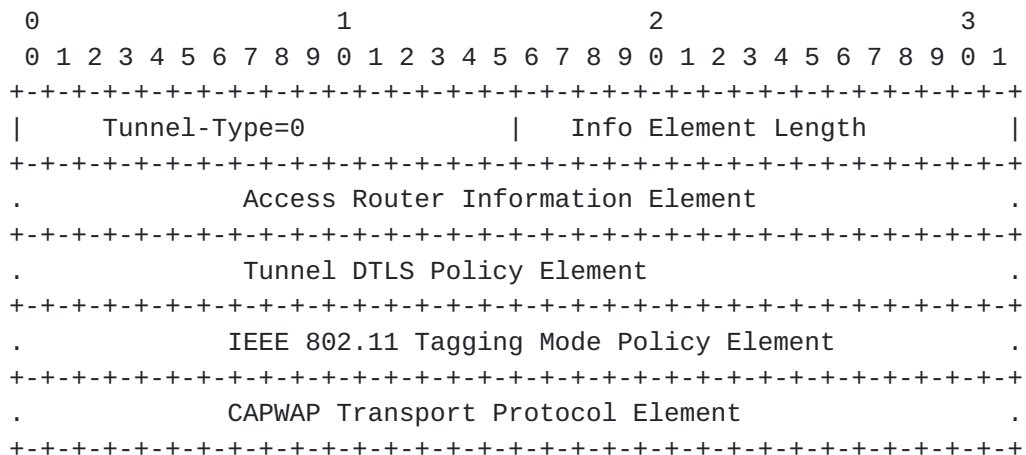 0                   1                   2                   3
 0 1 2 3 4 5 6 7 8 9 0 1 2 3 4 5 6 7 8 9 0 1 2 3 4 5 6 7 8 9 0 1
+-+-+-+-+-+-+-+-+-+-+-+-+-+-+-+-+-+-+-+-+-+-+-+-+-+-+-+-+-+-+-+-+
|     Tunnel-Type=0             |   Info Element Length         |
+-+-+-+-+-+-+-+-+-+-+-+-+-+-+-+-+-+-+-+-+-+-+-+-+-+-+-+-+-+-+-+-+
.              Access Router Information Element                .
+-+-+-+-+-+-+-+-+-+-+-+-+-+-+-+-+-+-+-+-+-+-+-+-+-+-+-+-+-+-+-+-+
.              Tunnel DTLS Policy Element                       .
+-+-+-+-+-+-+-+-+-+-+-+-+-+-+-+-+-+-+-+-+-+-+-+-+-+-+-+-+-+-+-+-+
.             IEEE 802.11 Tagging Mode Policy Element           .
+-+-+-+-+-+-+-+-+-+-+-+-+-+-+-+-+-+-+-+-+-+-+-+-+-+-+-+-+-+-+-+-+
.             CAPWAP Transport Protocol Element                 .
+-+-+-+-+-+-+-+-+-+-+-+-+-+-+-+-+-+-+-+-+-+-+-+-+-+-+-+-+-+-+-+-+